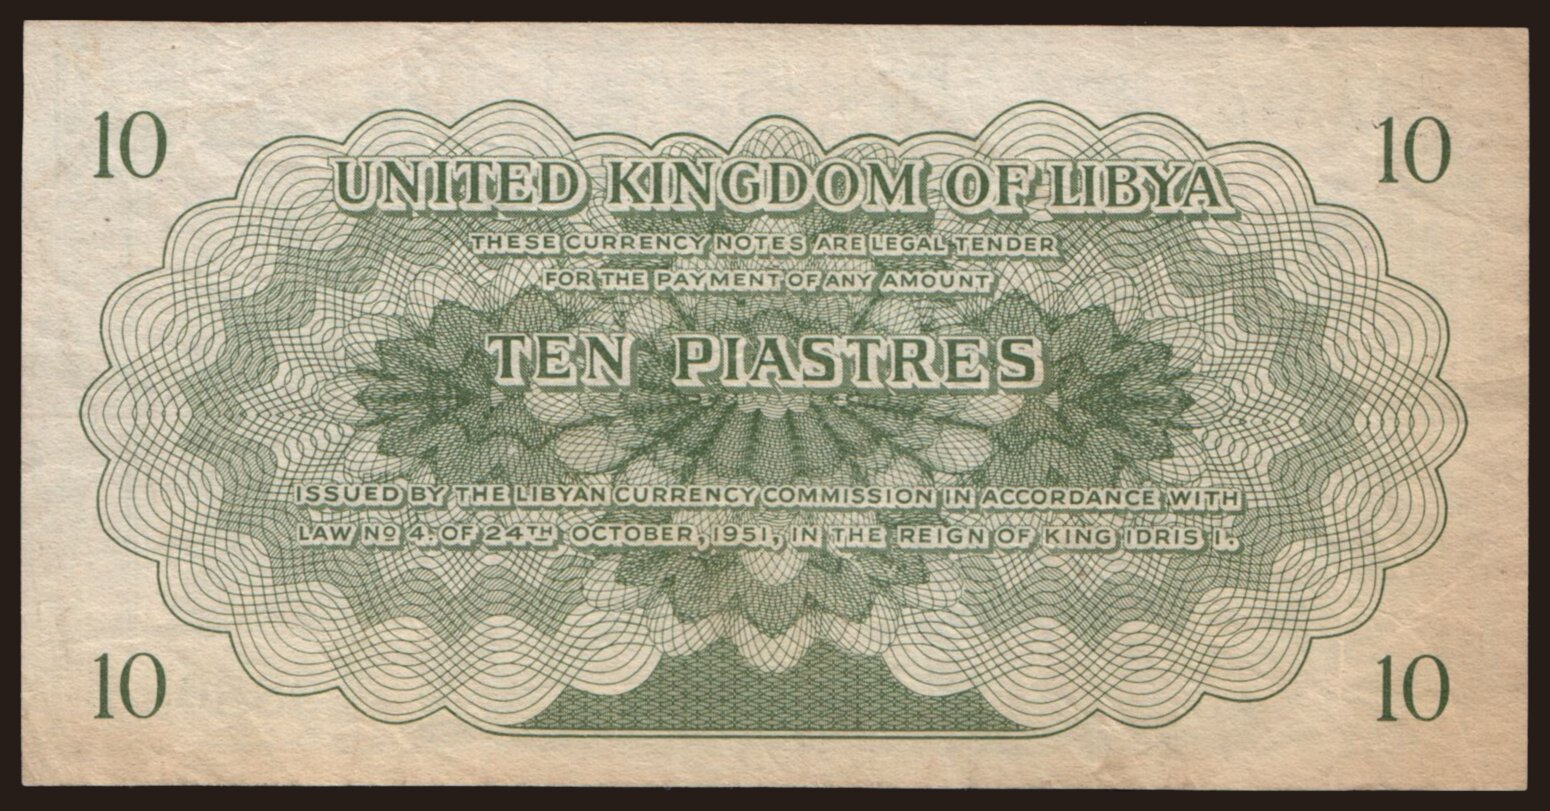 10 10
UNITED KINGDOM OF LIBYA
THESE CURRENCY NOTES ARE LEGAL TENDER
FOR THE PAYMENT OF ANY AMOUNT
TEN PIASTRES
ISSUED BY THE LIBYAN CURRENCY COMMISSION IN ACCORDANCE WITH
LAW Nº 4. OF 24TH OCTOBER, 1951, IN THE REIGN OF KING IDRIS I.
10 10